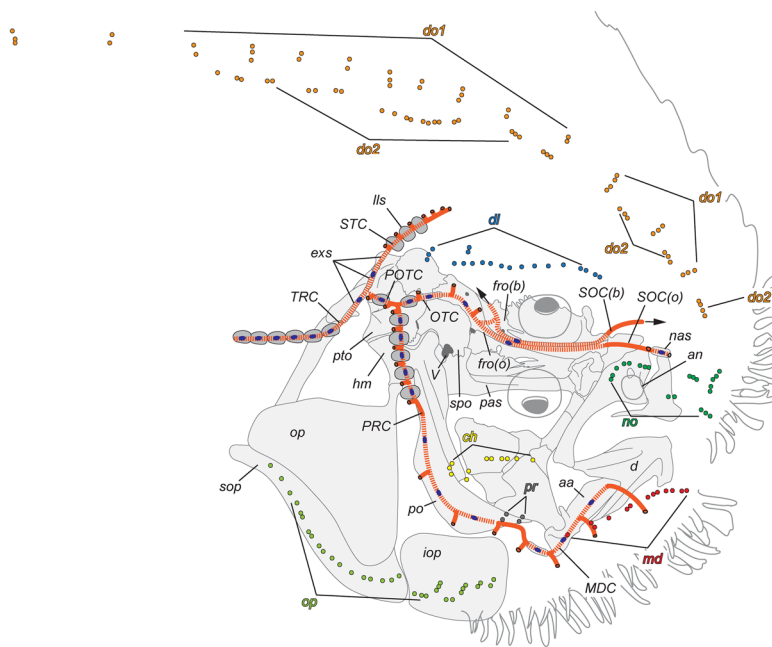 do1
do2
lls
STC
dl
do1
exs
do2
POTC
fro(b)
SOC(b)
SOC(o)
do2
TRC
OTC
nas
an
pto
fro(o)
hm
V
spo
pas
no
PRC
op
ch
d
sop
aa
pr
po
iop
md
op
MDC